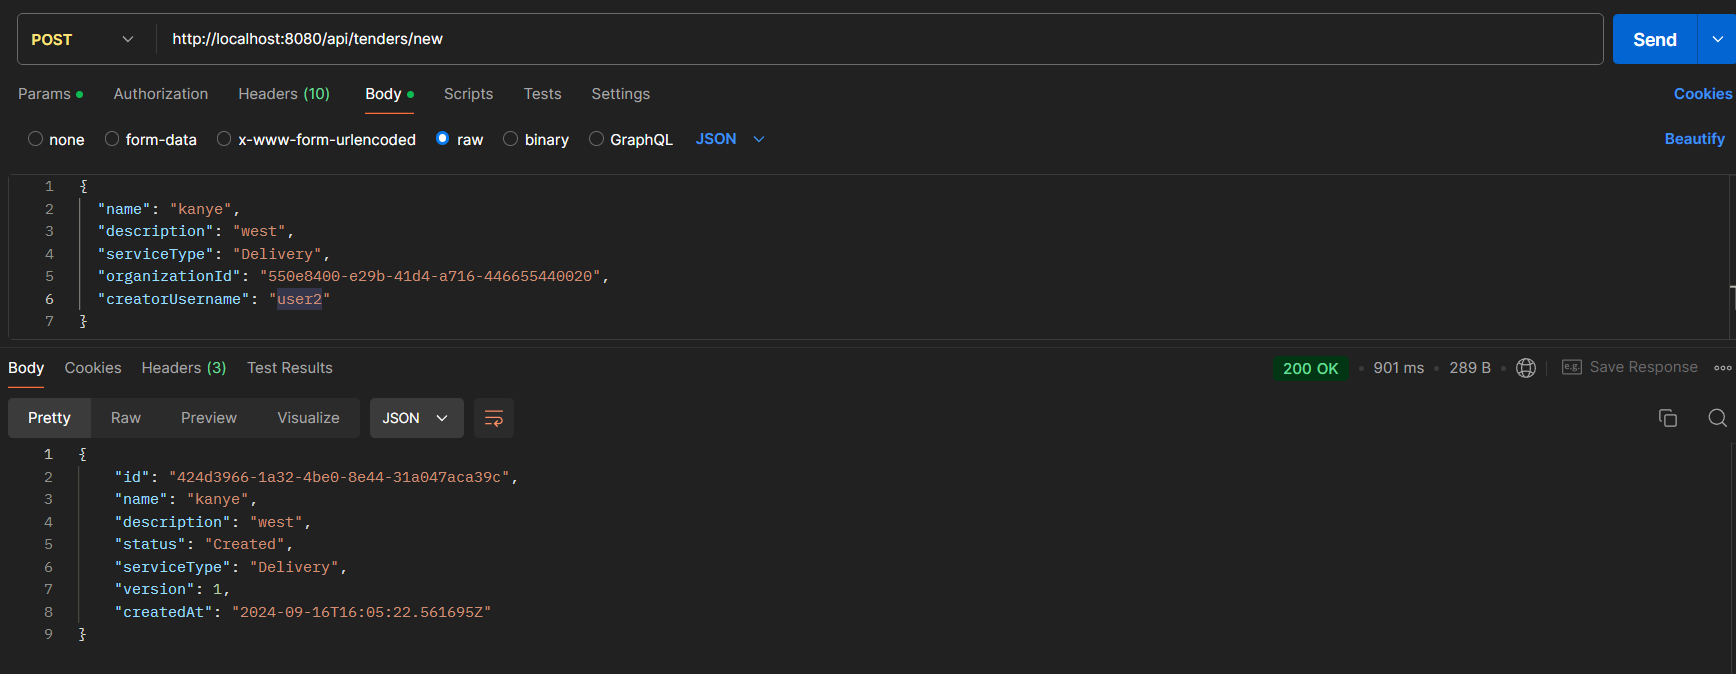 POST http://localhost:8080/api/tenders/new Send
Params Authorization Headers (10) Body Scripts Tests Settings Cookies
none form-data x-www-form-urlencoded raw binary GraphQL JSON Beautify
1 {
2 "name": "kanye",
3 "description": "west",
4 "serviceType": "Delivery",
5 "organizationId": "550e8400-e29b-41d4-a716-446655440020",
6 "creatorUsername": "user2"
7 }
Body Cookies Headers (3) Test Results 200 OK • 901 ms • 289 B • e.g. Save Response
Pretty Raw Preview Visualize JSON
1 {
2 "id": "424d3966-1a32-4be0-8e44-31a047aca39c",
3 "name": "kanye",
4 "description": "west",
5 "status": "Created",
6 "serviceType": "Delivery",
7 "version": 1,
8 "createdAt": "2024-09-16T16:05:22.561695Z"
9 }